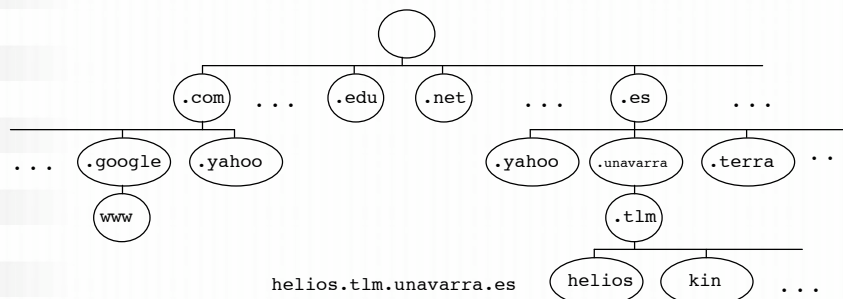 .com ... .edu .net ... .es ...
... .google .yahoo .yahoo .unavarra .terra ..
www .tlm
helios.tlm.unavarra.es helios kin ...